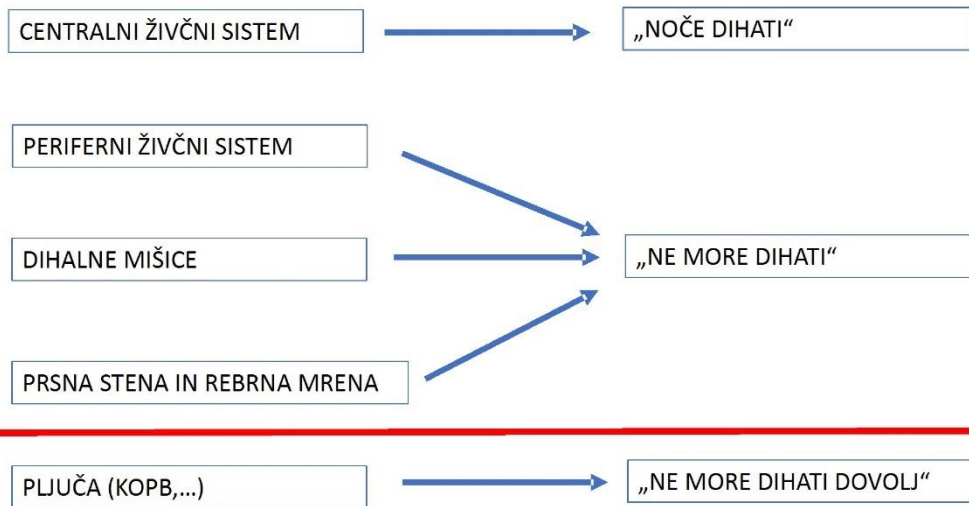 CENTRALNI ŽIVČNI SISTEM
„NOČE DIHATI“
PERIFERNI ŽIVČNI SISTEM
DIHALNE MIŠICE
„NE MORE DIHATI“
PRSNA STENA IN REBRNA MRENA
PLJUČA (KOPB,...)
„NE MORE DIHATI DOVOLJ“